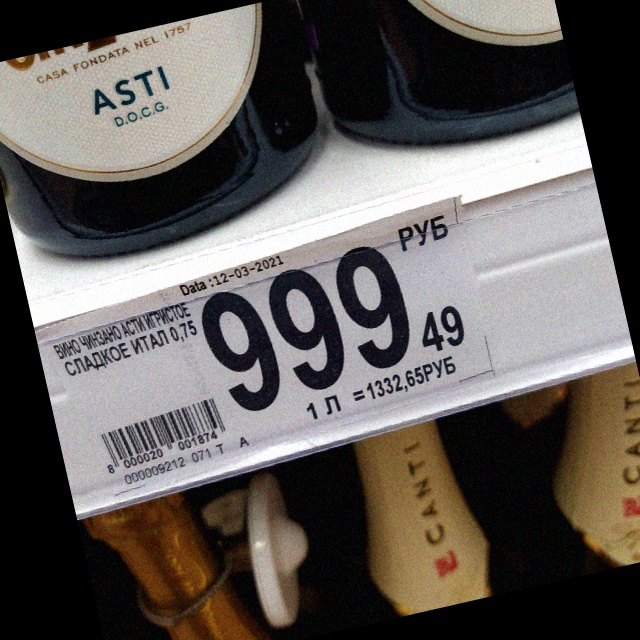 CASA FONDATA NEL 1757
ASTI
D.O.C.G.
Data :12-03-2021
РУБ
ВИНО ЧИНЗАНО АСТИ ИГРИСТОЕ
СЛАДКОЕ ИТАЛ 0,75
999
49
1 Л =1332,65РУБ
8 000020 001874
000009212 071 T A
CANTI
CANTI